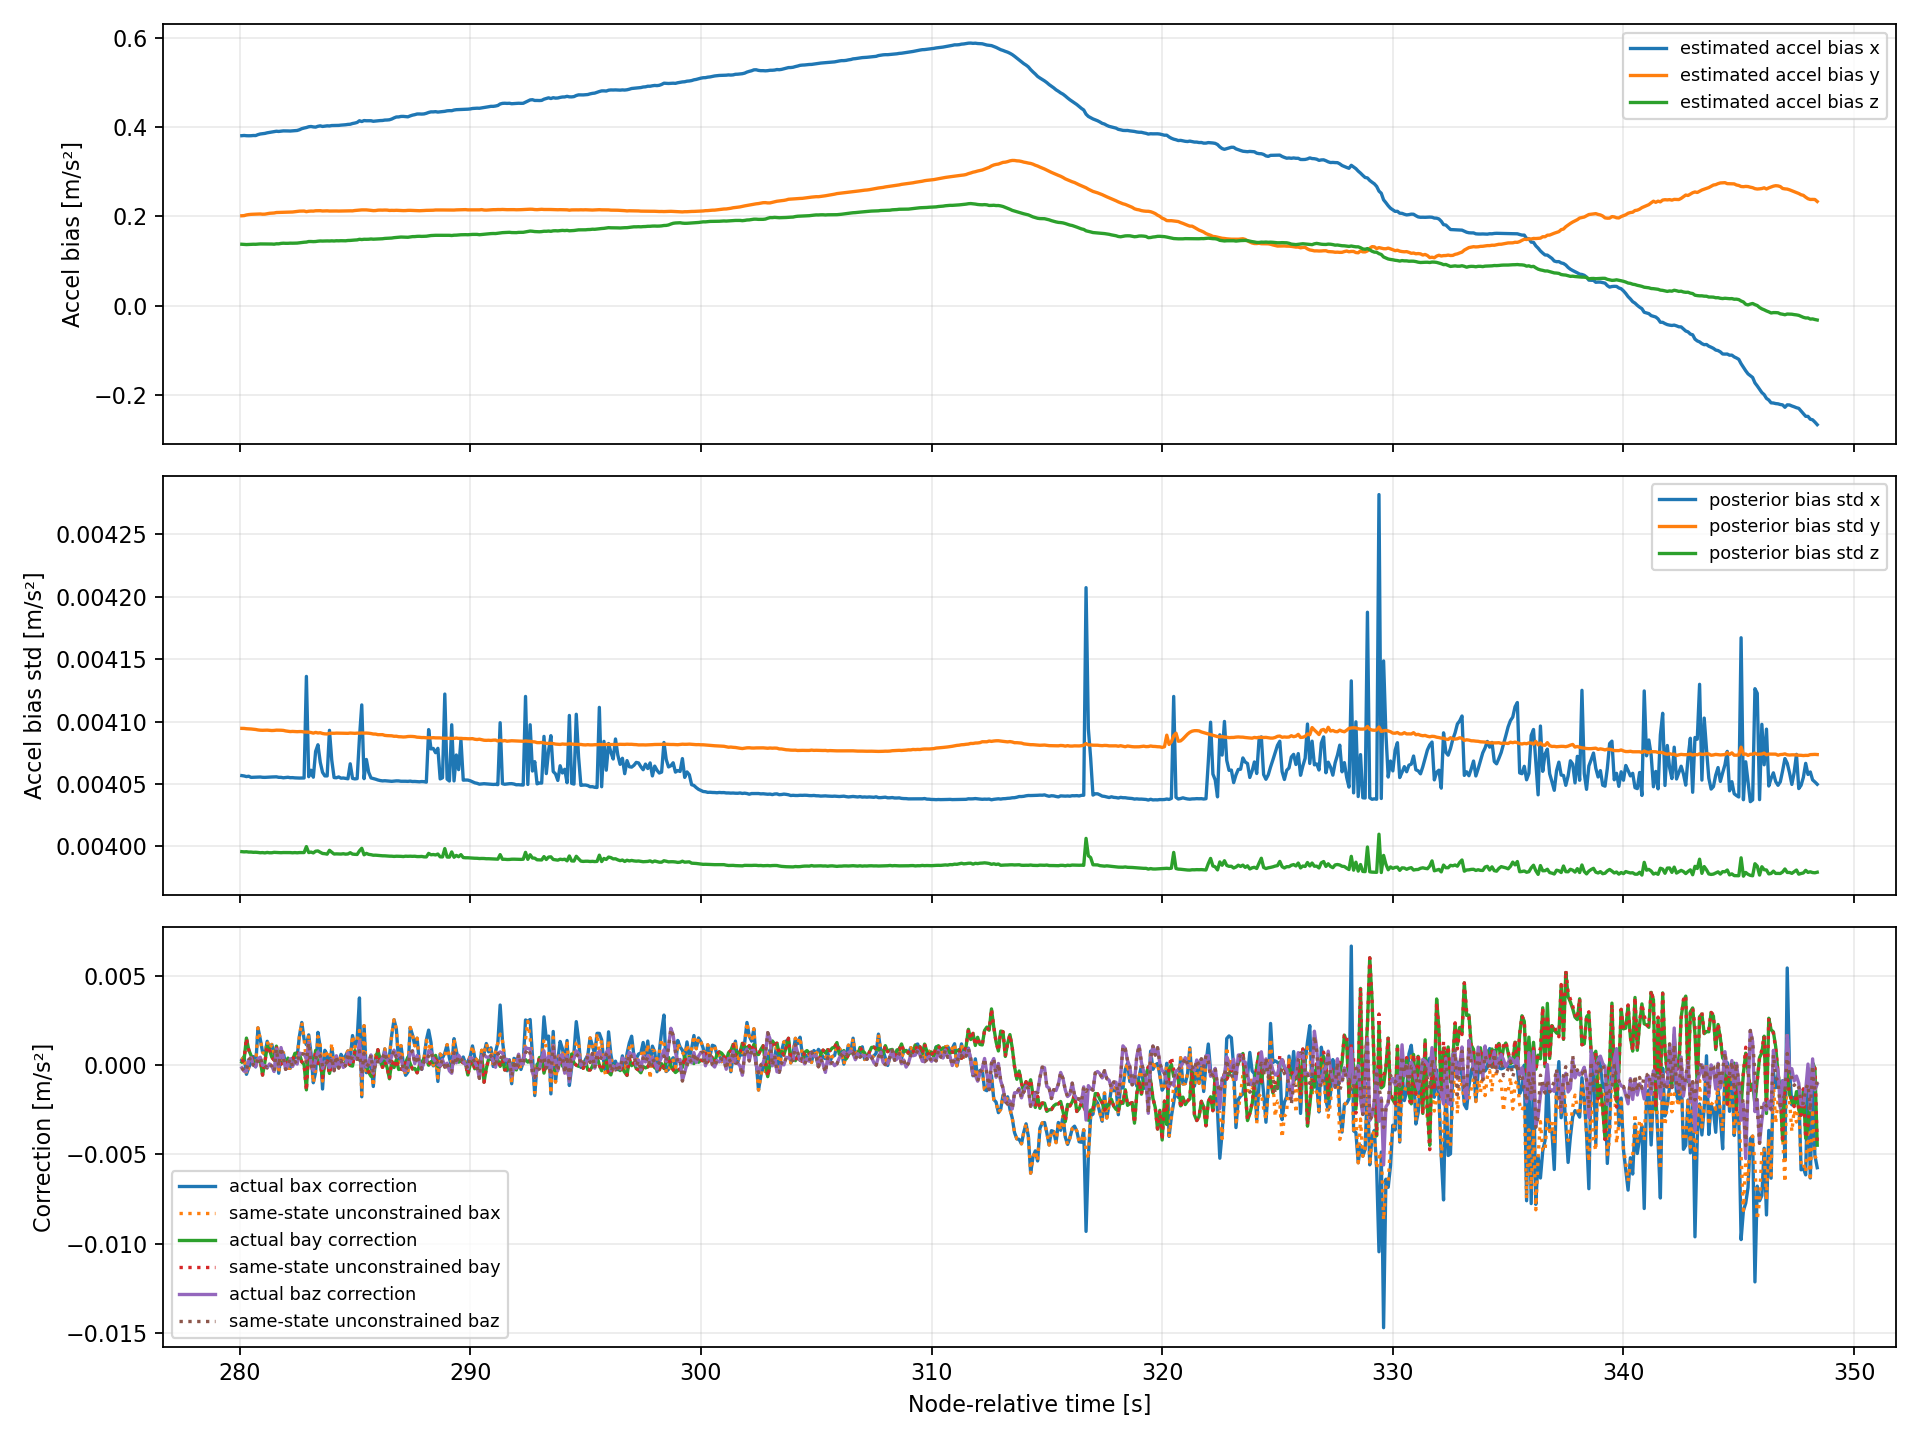 0.6
0.4
0.2
0.0
−0.2
Accel bias [m/s²]
estimated accel bias x
estimated accel bias y
estimated accel bias z
0.00425
0.00420
0.00415
0.00410
0.00405
0.00400
Accel bias std [m/s²]
posterior bias std x
posterior bias std y
posterior bias std z
0.005
0.000
−0.005
−0.010
−0.015
Correction [m/s²]
actual bax correction
same-state unconstrained bax
actual bay correction
same-state unconstrained bay
actual baz correction
same-state unconstrained baz
280 290 300 310 320 330 340 350
Node-relative time [s]